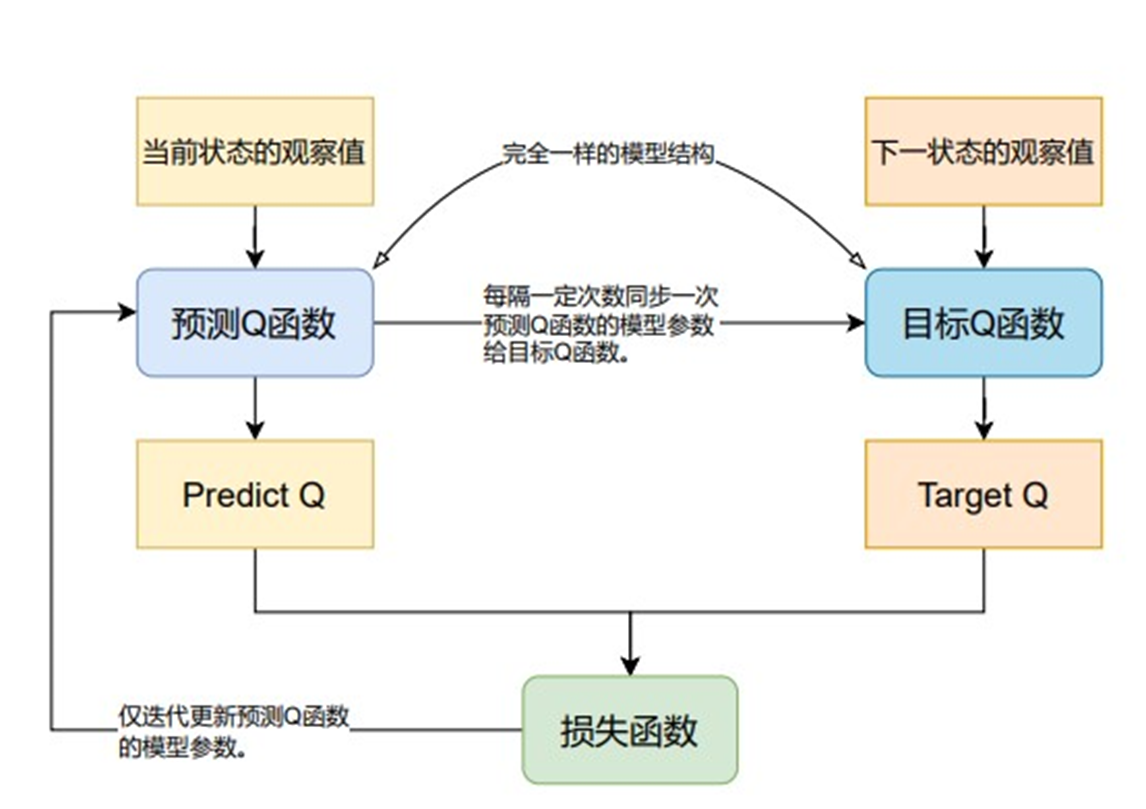 当前状态的观察值
完全一样的模型结构
下一状态的观察值
预测Q函数
每隔一定次数同步一次
预测Q函数的模型参数
给目标Q函数。
目标Q函数
Predict Q
Target Q
仅迭代更新预测Q函数
的模型参数。
损失函数